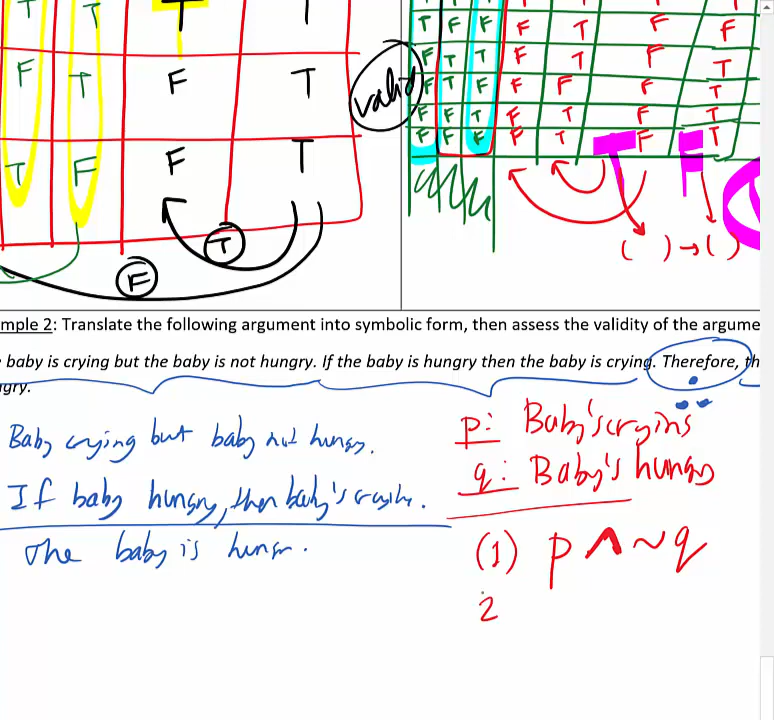 T T T T
F T F T
T F F T
T
F
valid
T F F F T F F
F T T F T F T
F T F F F F T
F F T F T F T
F F F F T F T
T F
( ) → ( )
mple 2: Translate the following argument into symbolic form, then assess the validity of the argume
baby is crying but the baby is not hungry. If the baby is hungry then the baby is crying. Therefore, th
gry.
Baby crying but baby not hungry.
If baby hungry, then baby's crying.
The baby is hungr.
p: Baby's crying
q: Baby's hungry
(1) p ∧ ~q
2